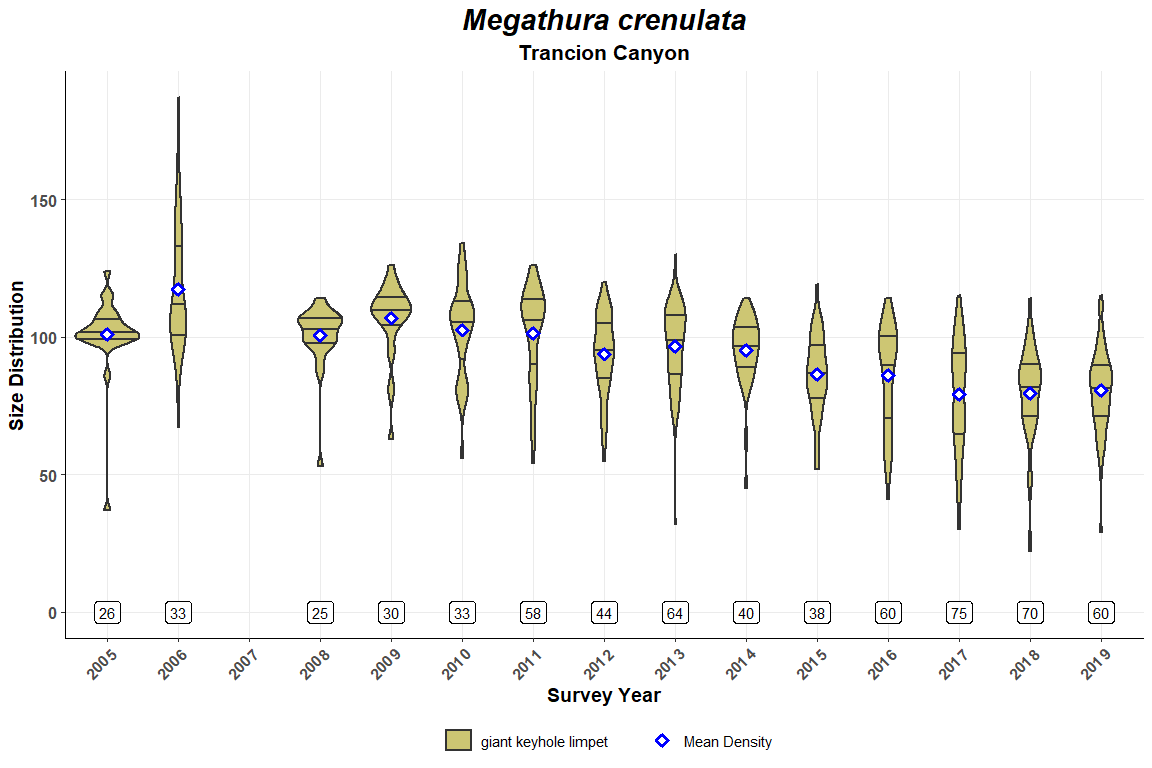 Megathura crenulata
Trancion Canyon
Size Distribution
150
100
50
0
26 33 25 30 33 58 44 64 40 38 60 75 70 60
2005 2006 2007 2008 2009 2010 2011 2012 2013 2014 2015 2016 2017 2018 2019
Survey Year
giant keyhole limpet Mean Density